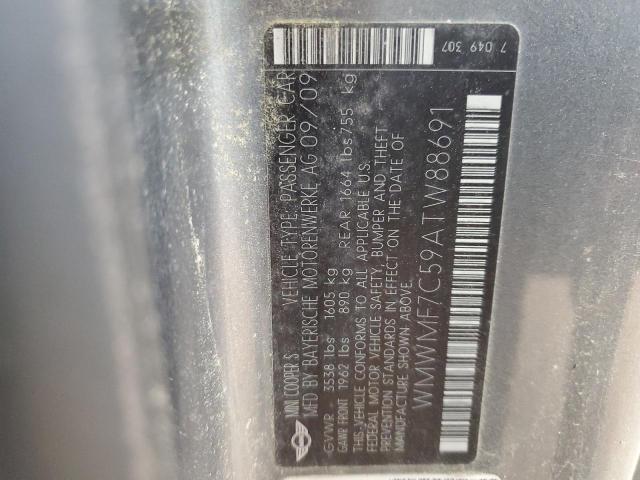 MINI COOPER S VEHICLE TYPE: PASSENGER CAR
MFD BY BAYERISCHE MOTORENWERKE AG 09/09
GVWR 3538 lbs 1605 kg
GAWR FRONT 1962 lbs 890 kg REAR 1664 lbs 755 kg
THIS VEHICLE CONFORMS TO ALL APPLICABLE U.S.
FEDERAL MOTOR VEHICLE SAFETY, BUMPER AND THEFT
PREVENTION STANDARDS IN EFFECT ON THE DATE OF
MANUFACTURE SHOWN ABOVE.
WMWMF7C59ATW88691
7 049 307